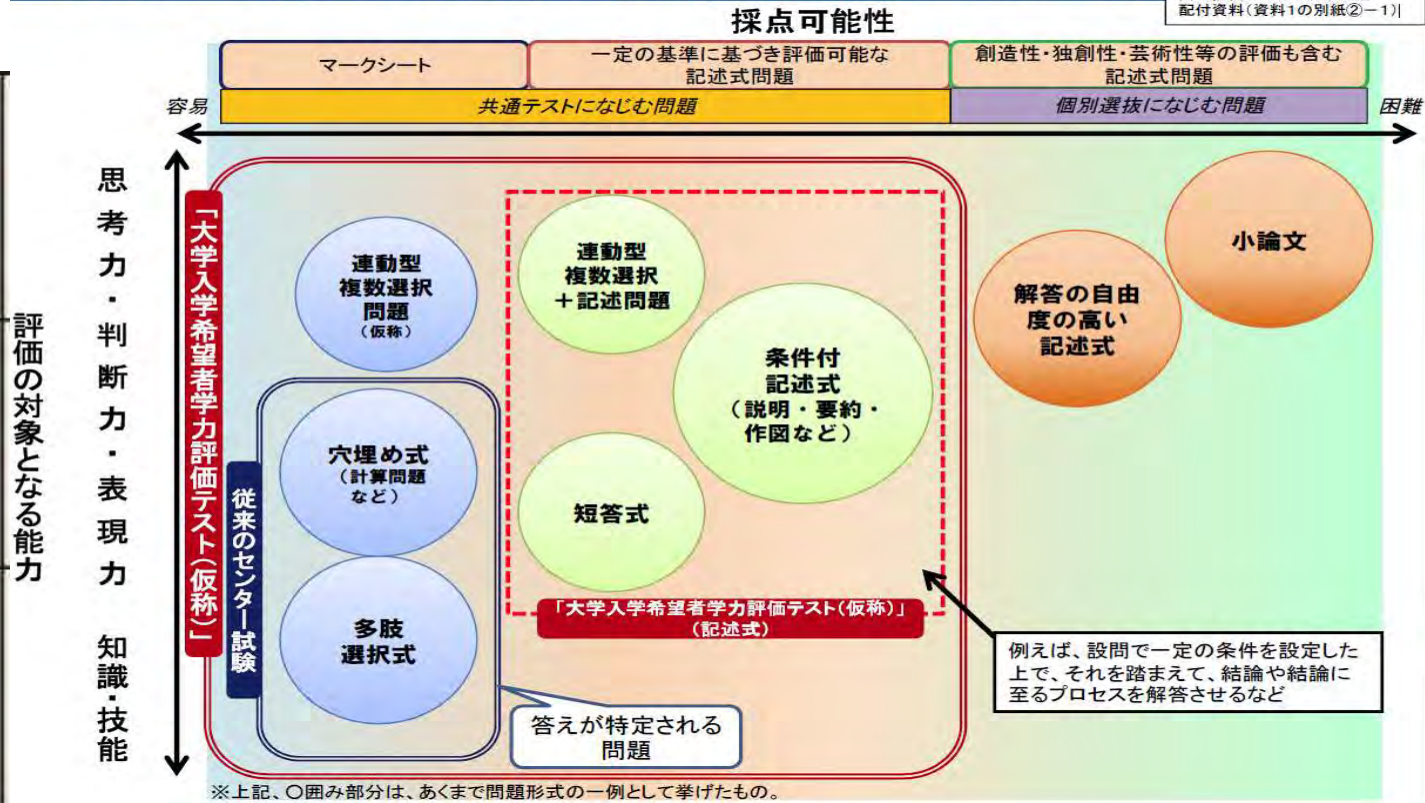 配付資料(資料1の別紙②－1)
採点可能性
マークシート
一定の基準に基づき評価可能な
記述式問題
創造性・独創性・芸術性等の評価も含む
記述式問題
容易
共通テストになじむ問題
個別選抜になじむ問題
困難
評価の対象となる能力
思考力・判断力・表現力
知識・技能
「大学入学希望者学力評価テスト(仮称)」
従来のセンター試験
連動型
複数選択
問題
（仮称）
穴埋め式
（計算問題
など）
多肢
選択式
連動型
複数選択
＋記述問題
条件付
記述式
（説明・要約・
作図など）
短答式
「大学入学希望者学力評価テスト(仮称)」
(記述式)
解答の自由
度の高い
記述式
小論文
例えば、設問で一定の条件を設定した
上で、それを踏まえて、結論や結論に
至るプロセスを解答させるなど
答えが特定される
問題
※上記、〇囲み部分は、あくまで問題形式の一例として挙げたもの。